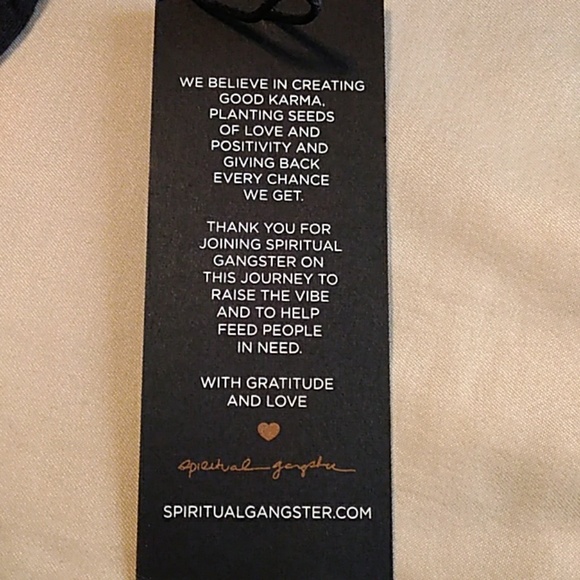 WE BELIEVE IN CREATING
GOOD KARMA,
PLANTING SEEDS
OF LOVE AND
POSITIVITY AND
GIVING BACK
EVERY CHANCE
WE GET.
THANK YOU FOR
JOINING SPIRITUAL
GANGSTER ON
THIS JOURNEY TO
RAISE THE VIBE
AND TO HELP
FEED PEOPLE
IN NEED.
WITH GRATITUDE
AND LOVE
spiritual gangster
SPIRITUALGANGSTER.COM